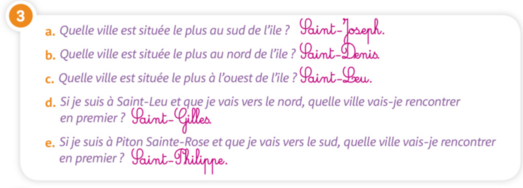 3
a. Quelle ville est située le plus au sud de l'île ? Saint-Joseph.
b. Quelle ville est située le plus au nord de l'île ? Saint-Denis
c. Quelle ville est située le plus à l'ouest de l'île ? Saint-Leu.
d. Si je suis à Saint-Leu et que je vais vers le nord, quelle ville vais-je rencontrer
en premier ? Saint-Gilles
e. Si je suis à Piton Sainte-Rose et que je vais vers le sud, quelle ville vais-je rencontrer
en premier ? Saint-Philippe.